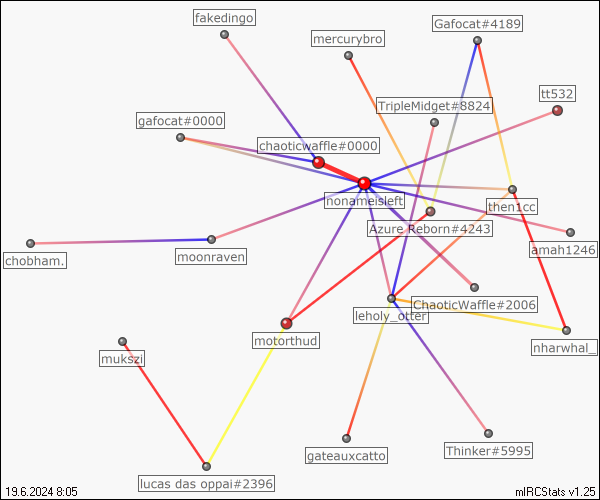 fakedingo
Gafocat#4189
mercurybro
tt532
TripleMidget#8824
gafocat#0000
chaoticwaffle#0000
nonameisleft
then1cc
Azure Reborn#4243
amah1246
moonraven
chobham.
ChaoticWaffle#2006
leholy_otter
motorthud
nharwhal_
mukszi
Thinker#5995
gateauxcatto
lucas das oppai#2396
19.6.2024 8:05
mIRCStats v1.25